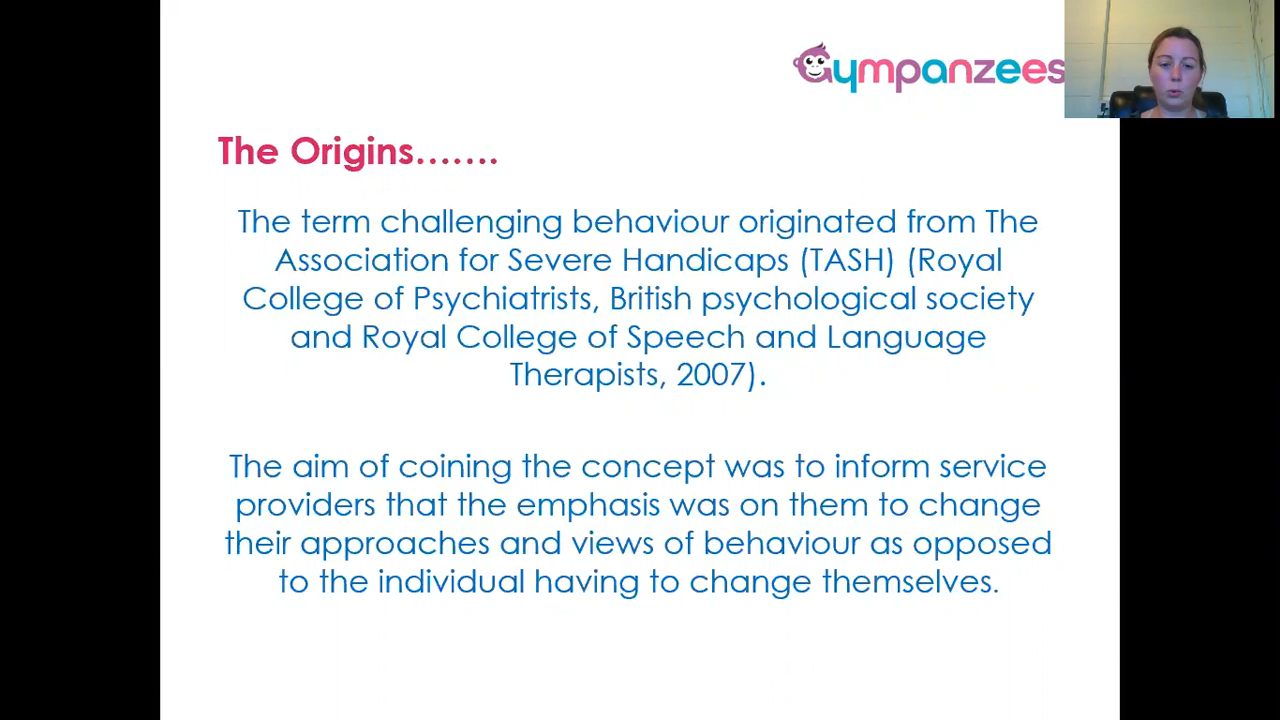 Gympanzees
The Origins.......
The term challenging behaviour originated from The
Association for Severe Handicaps (TASH) (Royal
College of Psychiatrists, British psychological society
and Royal College of Speech and Language
Therapists, 2007).
The aim of coining the concept was to inform service
providers that the emphasis was on them to change
their approaches and views of behaviour as opposed
to the individual having to change themselves.